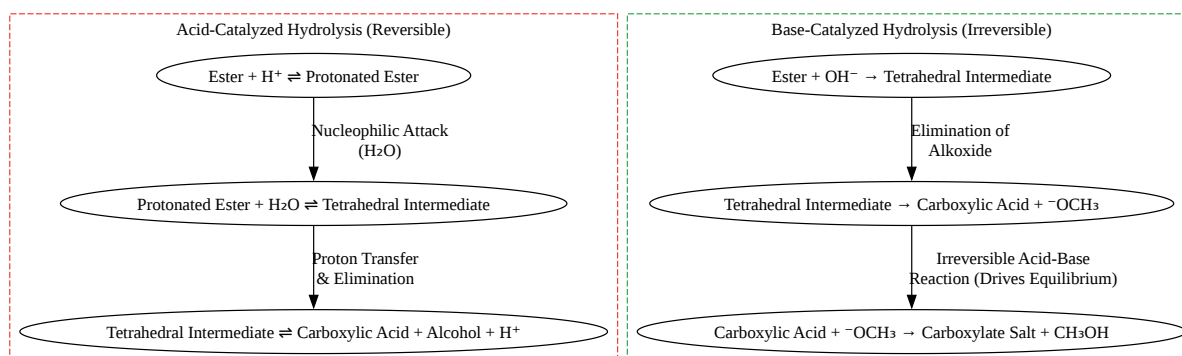 Acid-Catalyzed Hydrolysis (Reversible)
Ester + H⁺ ⇌ Protonated Ester
Nucleophilic Attack
(H₂O)
Protonated Ester + H₂O ⇌ Tetrahedral Intermediate
Proton Transfer
& Elimination
Tetrahedral Intermediate ⇌ Carboxylic Acid + Alcohol + H⁺
Base-Catalyzed Hydrolysis (Irreversible)
Ester + OH⁻ → Tetrahedral Intermediate
Elimination of
Alkoxide
Tetrahedral Intermediate → Carboxylic Acid + ⁻OCH₃
Irreversible Acid-Base
Reaction (Drives Equilibrium)
Carboxylic Acid + ⁻OCH₃ → Carboxylate Salt + CH₃OH